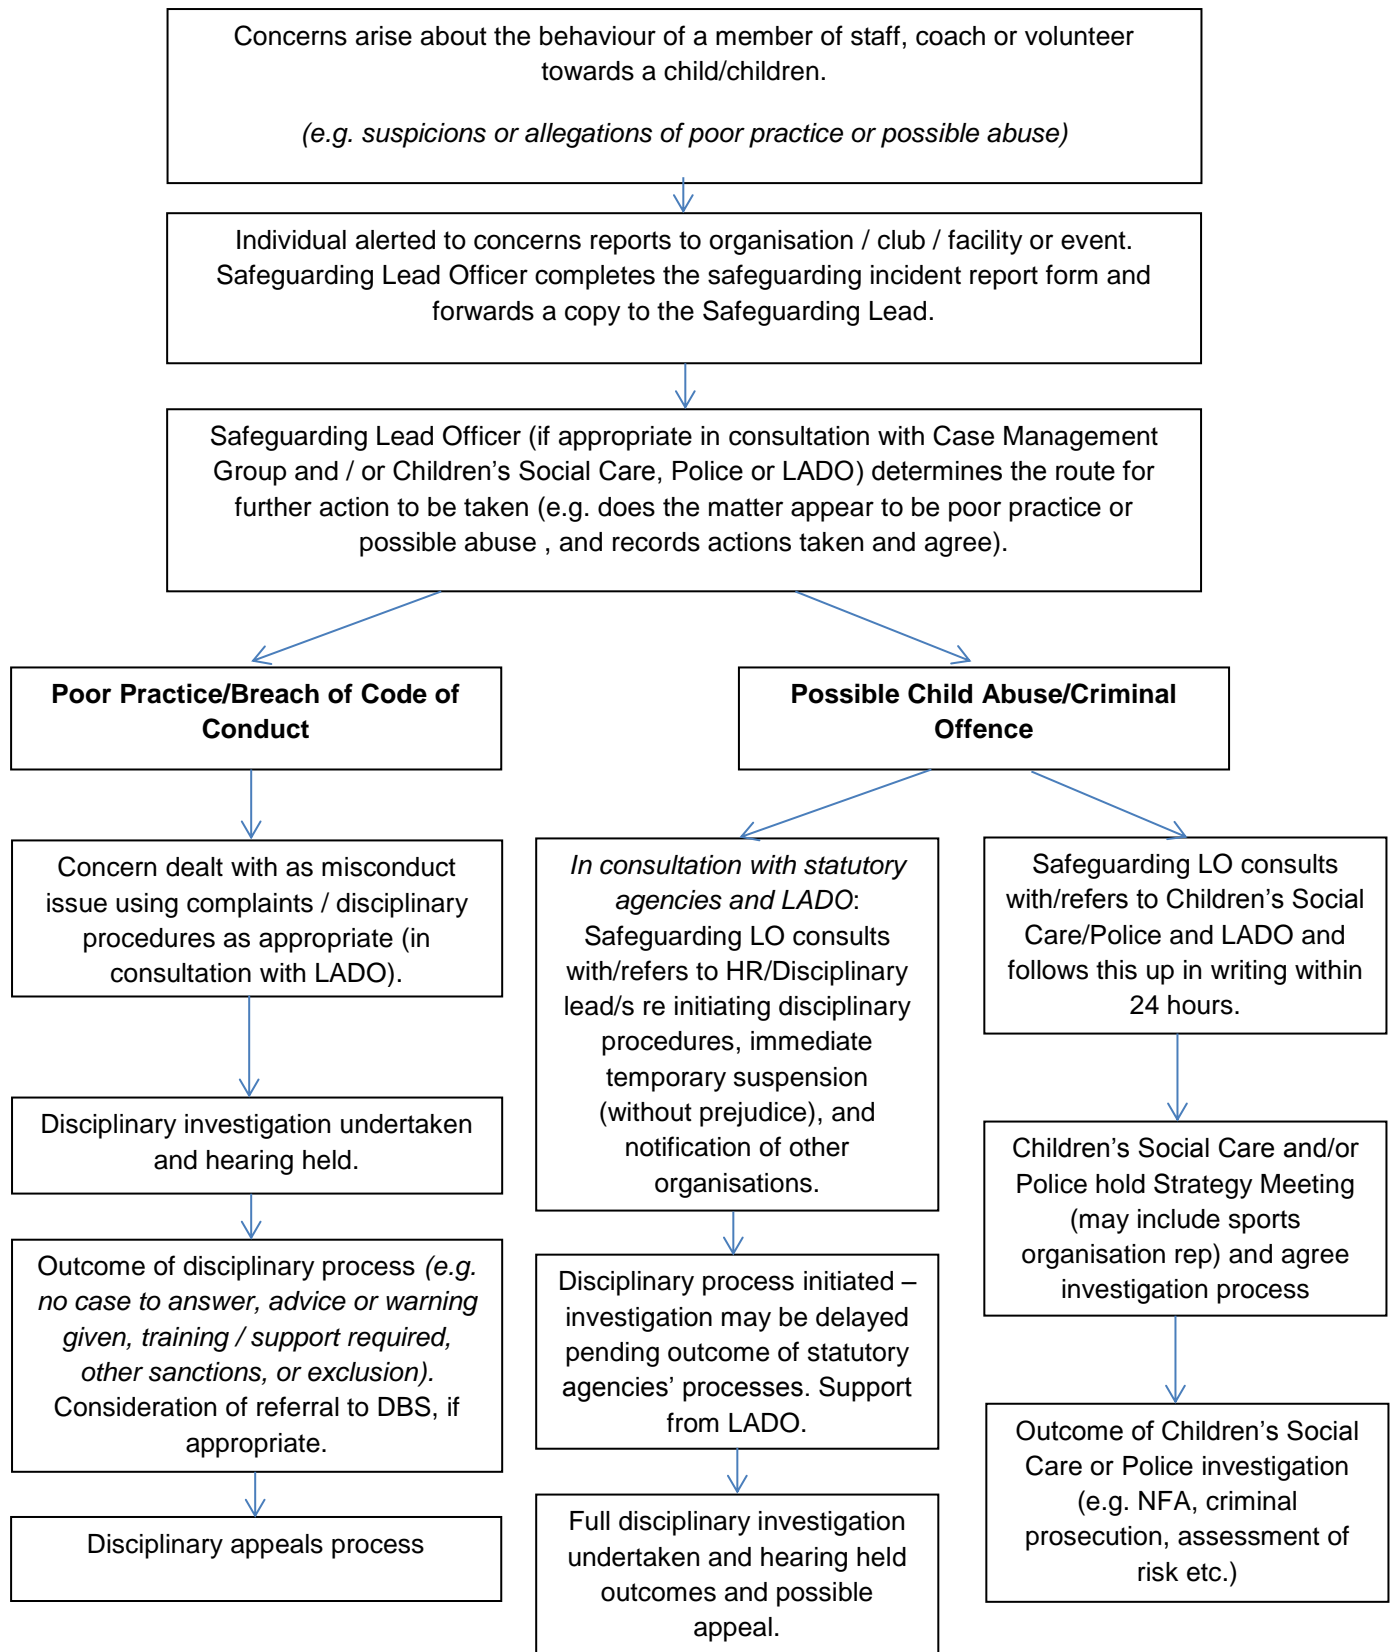 Concerns arise about the behaviour of a member of staff, coach or volunteer
towards a child/children.
(e.g. suspicions or allegations of poor practice or possible abuse)
Individual alerted to concerns reports to organisation / club / facility or event.
Safeguarding Lead Officer completes the safeguarding incident report form and
forwards a copy to the Safeguarding Lead.
Safeguarding Lead Officer (if appropriate in consultation with Case Management
Group and / or Children’s Social Care, Police or LADO) determines the route for
further action to be taken (e.g. does the matter appear to be poor practice or
possible abuse , and records actions taken and agree).
Poor Practice/Breach of Code of
Conduct
Concern dealt with as misconduct
issue using complaints / disciplinary
procedures as appropriate (in
consultation with LADO).
Disciplinary investigation undertaken
and hearing held.
Outcome of disciplinary process (e.g.
no case to answer, advice or warning
given, training / support required,
other sanctions, or exclusion).
Consideration of referral to DBS, if
appropriate.
Disciplinary appeals process
Possible Child Abuse/Criminal
Offence
In consultation with statutory
agencies and LADO:
Safeguarding LO consults
with/refers to HR/Disciplinary
lead/s re initiating disciplinary
procedures, immediate
temporary suspension
(without prejudice), and
notification of other
organisations.
Disciplinary process initiated –
investigation may be delayed
pending outcome of statutory
agencies’ processes. Support
from LADO.
Full disciplinary investigation
undertaken and hearing held
outcomes and possible
appeal.
Safeguarding LO consults
with/refers to Children’s Social
Care/Police and LADO and
follows this up in writing within
24 hours.
Children’s Social Care and/or
Police hold Strategy Meeting
(may include sports
organisation rep) and agree
investigation process
Outcome of Children’s Social
Care or Police investigation
(e.g. NFA, criminal
prosecution, assessment of
risk etc.)